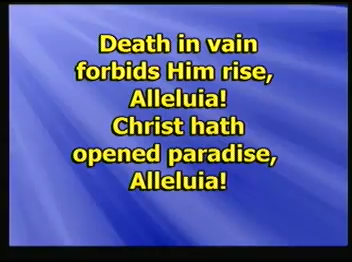 Death in vain
forbids Him rise,
Alleluia!
Christ hath
opened paradise,
Alleluia!